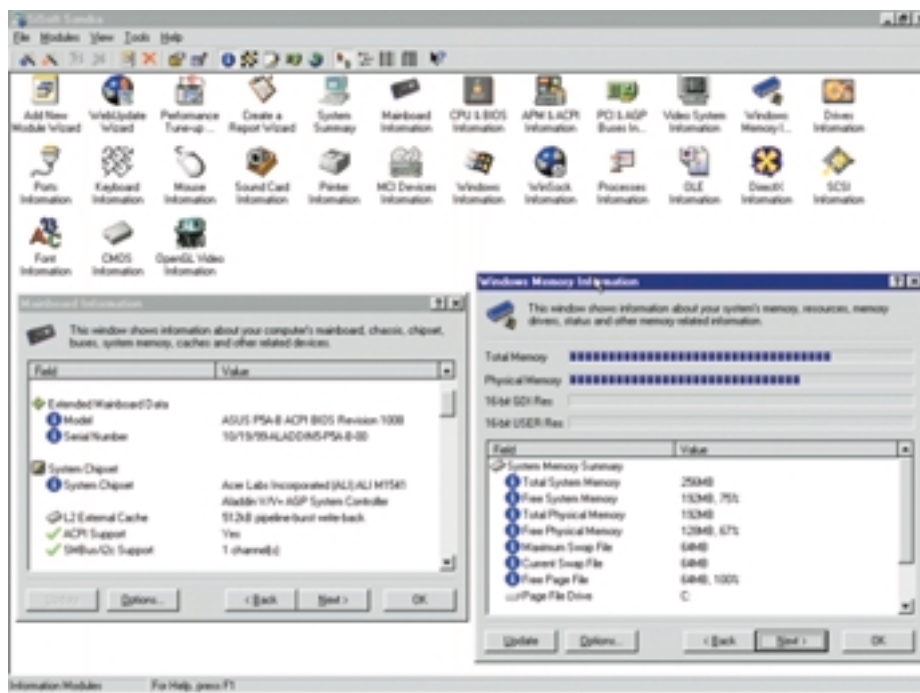 SiSoft Sandra
File Modules View Tools Help
Add New Module Wizard
WebUpdate Wizard
Performance Tune-up ...
Create a Report Wizard
System Summary
Mainboard Information
CPU & BIOS Information
APM & ACPI Information
PCI & AGP Buses In...
Video System Information
Windows Memory I...
Drives Information
Ports Information
Keyboard Information
Mouse Information
Sound Card Information
Printer Information
MCI Devices Information
Windows Information
WinSock Information
Processes Information
OLE Information
DirectX Information
SCSI Information
Font Information
CMOS Information
OpenGL Video Information
Mainboard Information
This window shows information about your computer's mainboard, chassis, chipset,
buses, system memory, caches and other related devices.
Field Value
Extended Mainboard Data
Model ASUS P5A-B ACPI BIOS Revision 1008
Serial Number 10/19/99-ALADDIN5-P5A-B-00
System Chipset
System Chipset Acer Labs Incorporated (ALi) ALI M1541
Aladdin V/V+ AGP System Controller
L2 External Cache 512kB pipeline burst write-back
ACPI Support Yes
SMBus/i2c Support 1 channel(s)
Update Options... < Back Next > OK
Windows Memory Information
This window shows information about your system's memory, resources, memory
drivers, status and other memory related information.
Total Memory
Physical Memory
16-bit GDI Res
16-bit USER Res
Field Value
System Memory Summary
Total System Memory 256MB
Free System Memory 192MB, 75%
Total Physical Memory 192MB
Free Physical Memory 128MB, 67%
Maximum Swap File 64MB
Current Swap File 64MB
Free Page File 64MB, 100%
Page File Drive C:
Update Options... < Back Next > OK
Information Modules For Help, press F1